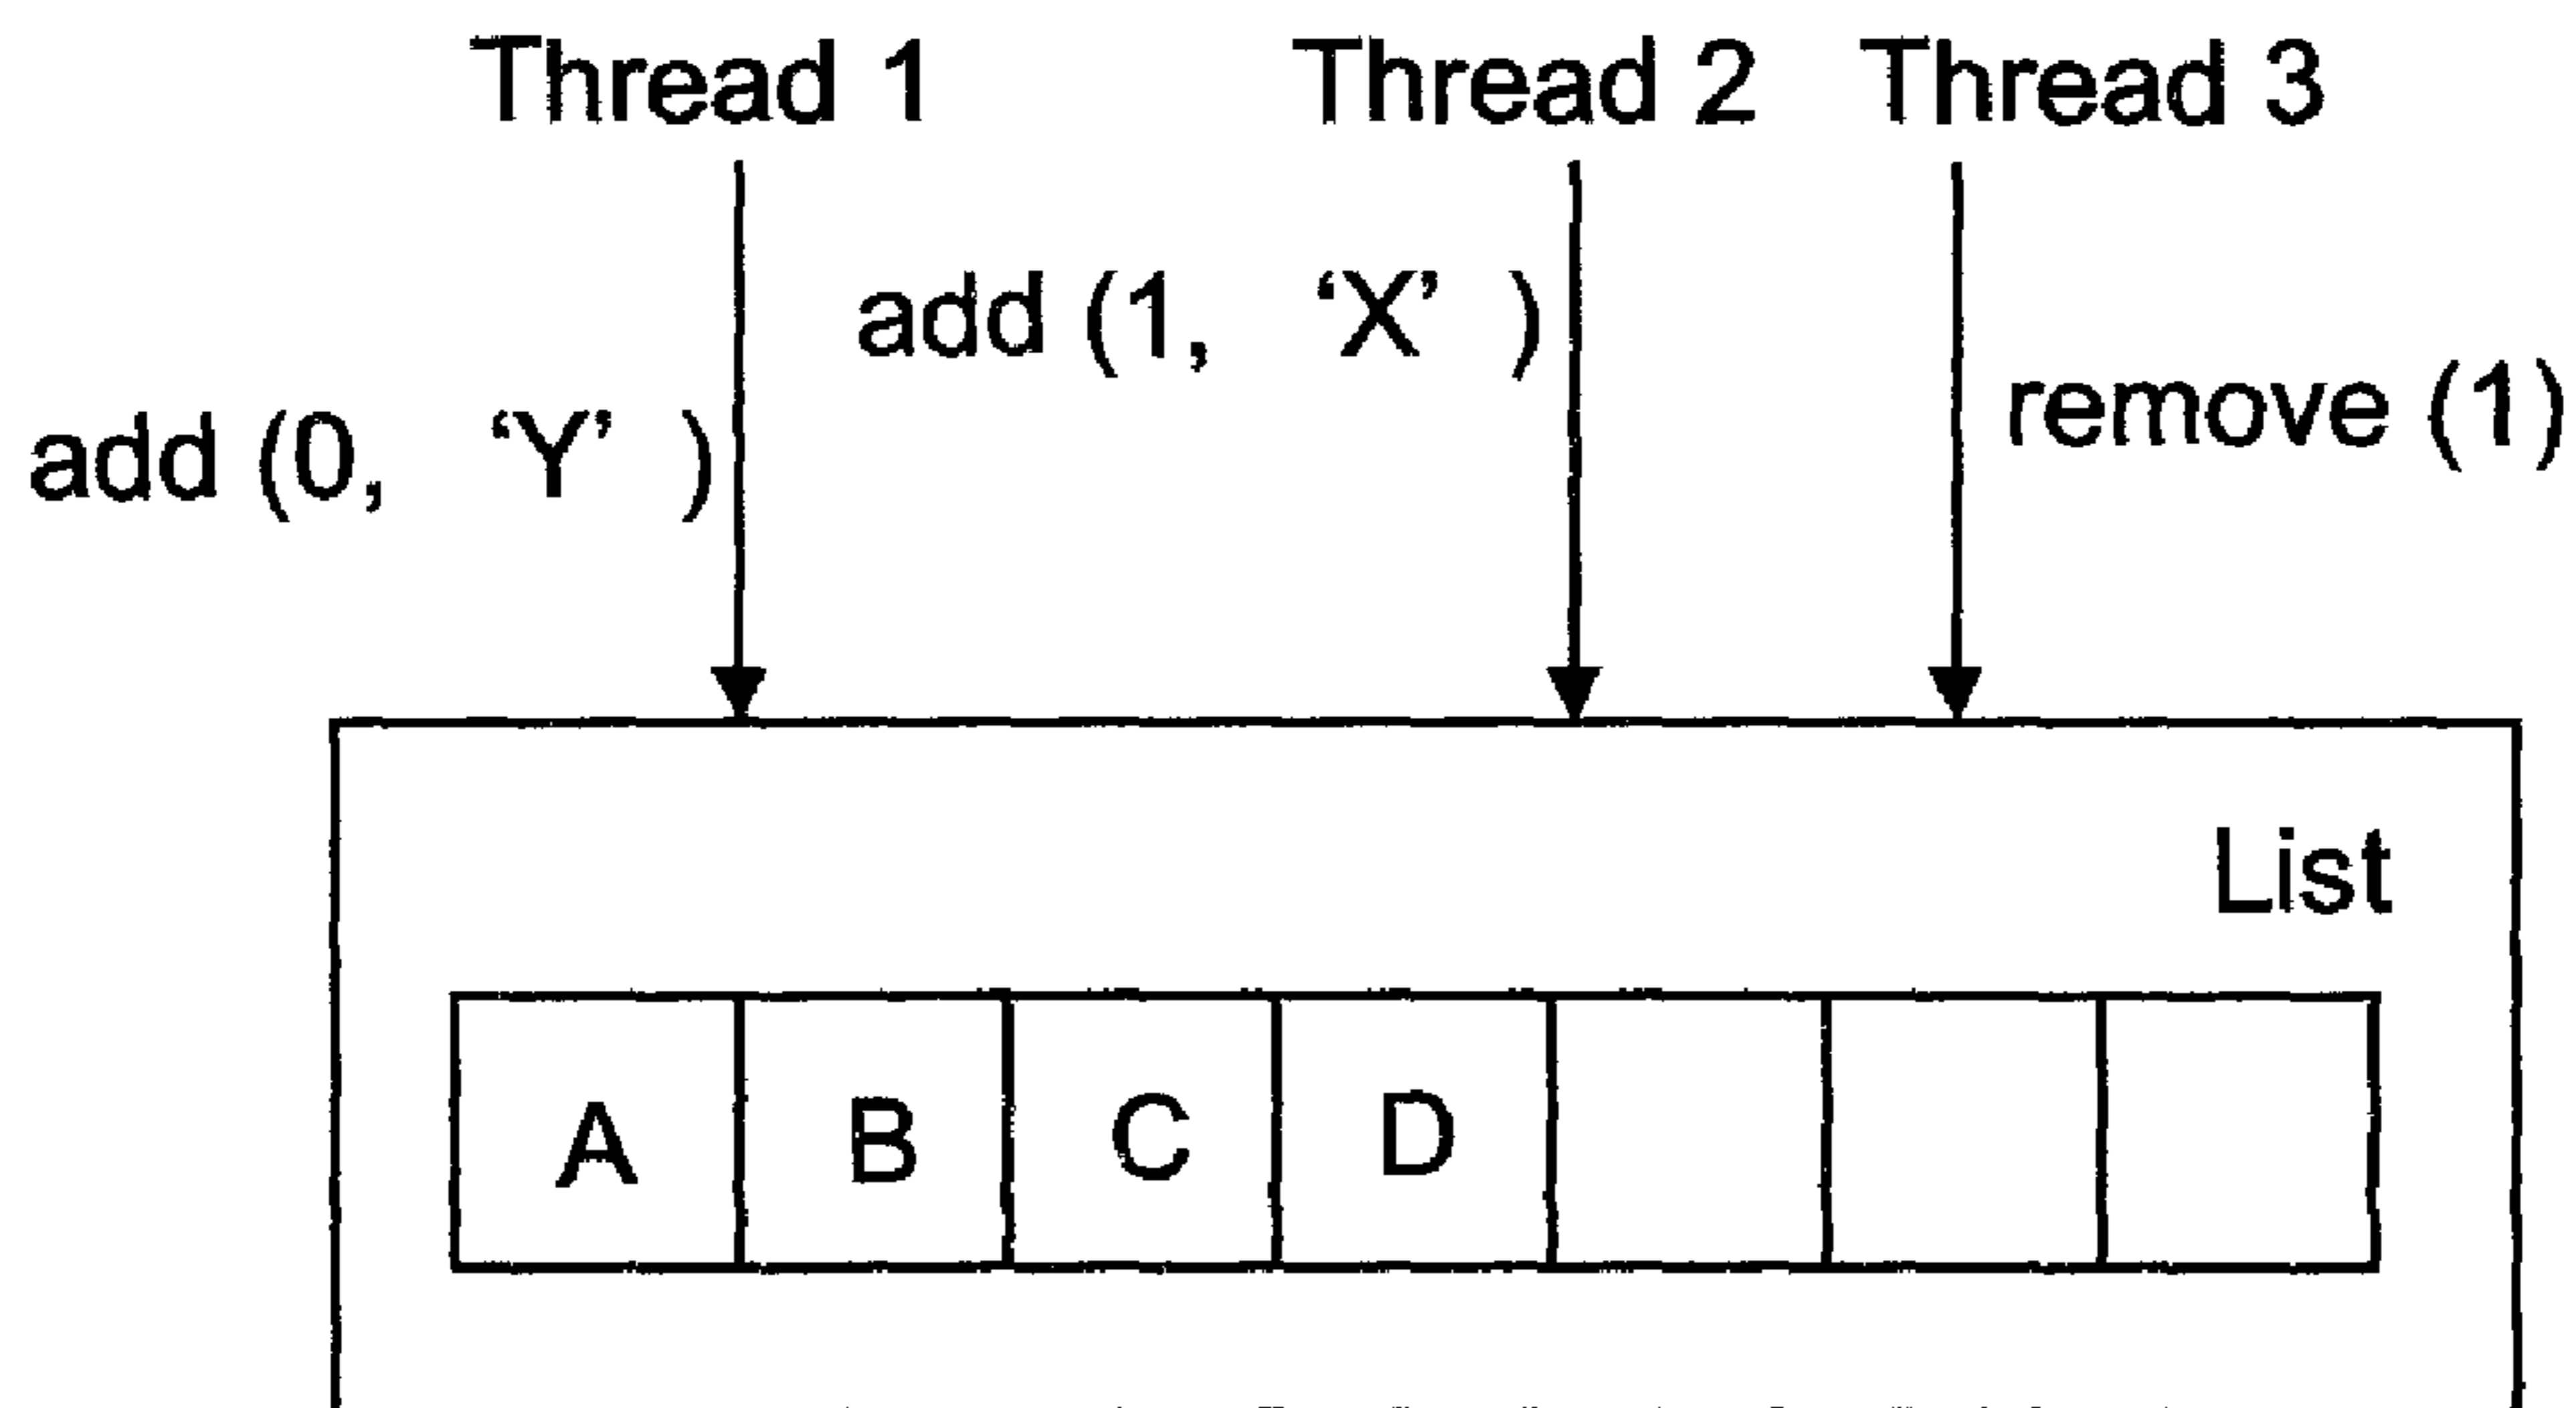 Thread 1
Thread 2
Thread 3
add (1, ‘X’ )
remove (1)
add (0, ‘Y’ )
List
A B C D